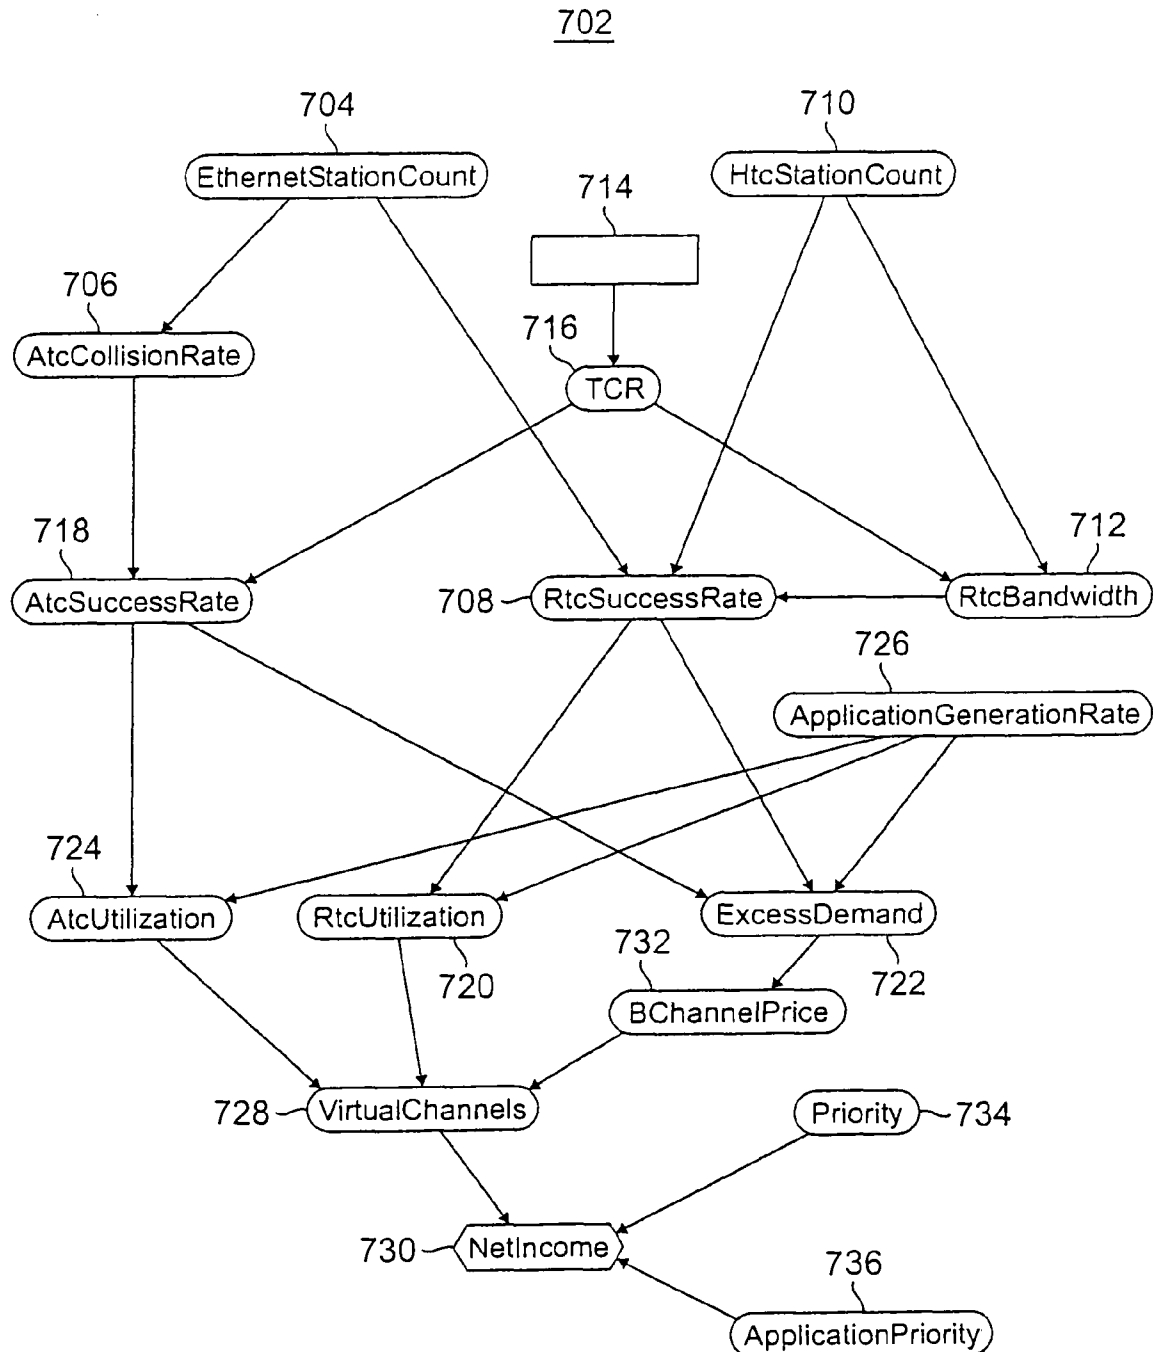 702
704
710
EthernetStationCount
HtcStationCount
714
706
716
AtcCollisionRate
TCR
718
712
AtcSuccessRate
708
RtcSuccessRate
RtcBandwidth
726
ApplicationGenerationRate
724
AtcUtilization
RtcUtilization
ExcessDemand
732
720
722
BChannelPrice
728
VirtualChannels
Priority
734
730
NetIncome
736
ApplicationPriority